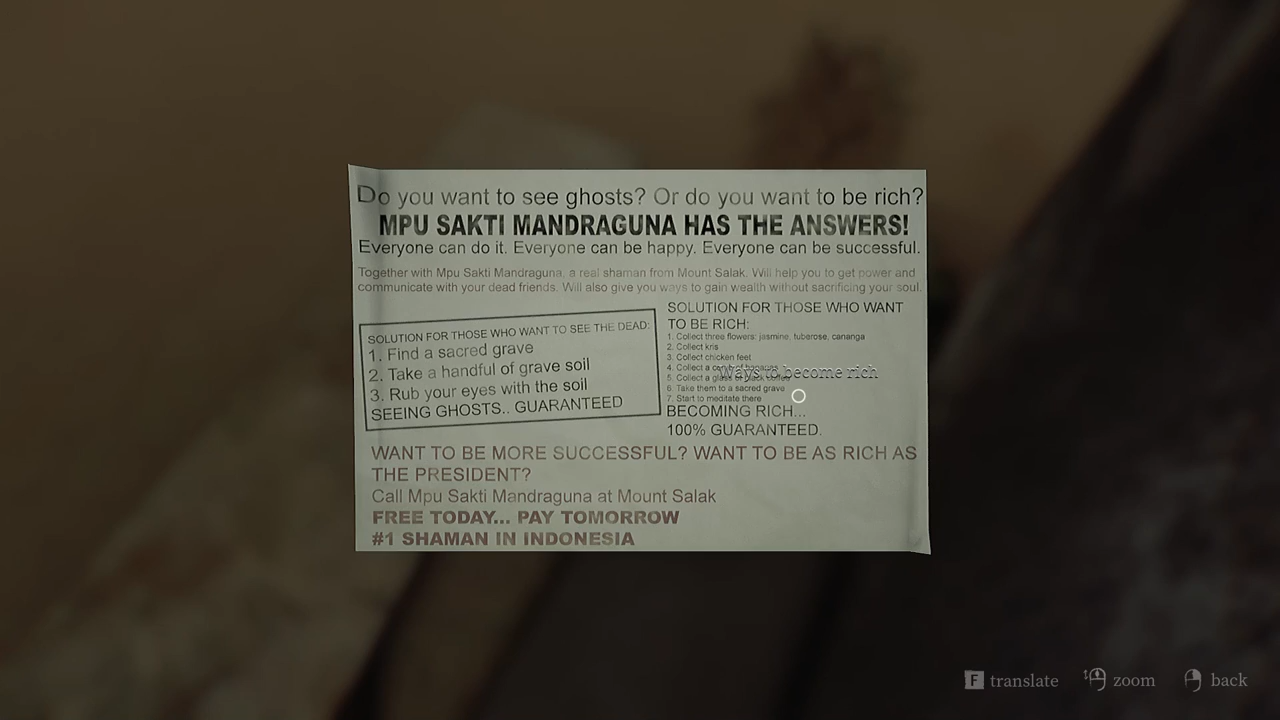 Do you want to see ghosts? Or do you want to be rich?
MPU SAKTI MANDRAGUNA HAS THE ANSWERS!
Everyone can do it. Everyone can be happy. Everyone can be successful.
Together with Mpu Sakti Mandraguna, a real shaman from Mount Salak. Will help you to get power and
communicate with your dead friends. Will also give you ways to gain wealth without sacrificing your soul.
SOLUTION FOR THOSE WHO WANT TO SEE THE DEAD:
1. Find a sacred grave
2. Take a handful of grave soil
3. Rub your eyes with the soil
SEEING GHOSTS.. GUARANTEED
SOLUTION FOR THOSE WHO WANT
TO BE RICH:
1. Collect three flowers: jasmine, tuberose, cananga
2. Collect kris
3. Collect chicken feet
4. Collect a of bananas
Ways to become rich
5. Collect a glass of black coffee
6. Take them to a sacred grave
7. Start to meditate there
BECOMING RICH...
100% GUARANTEED.
WANT TO BE MORE SUCCESSFUL? WANT TO BE AS RICH AS
THE PRESIDENT?
Call Mpu Sakti Mandraguna at Mount Salak
FREE TODAY... PAY TOMORROW
#1 SHAMAN IN INDONESIA
F translate
zoom
back